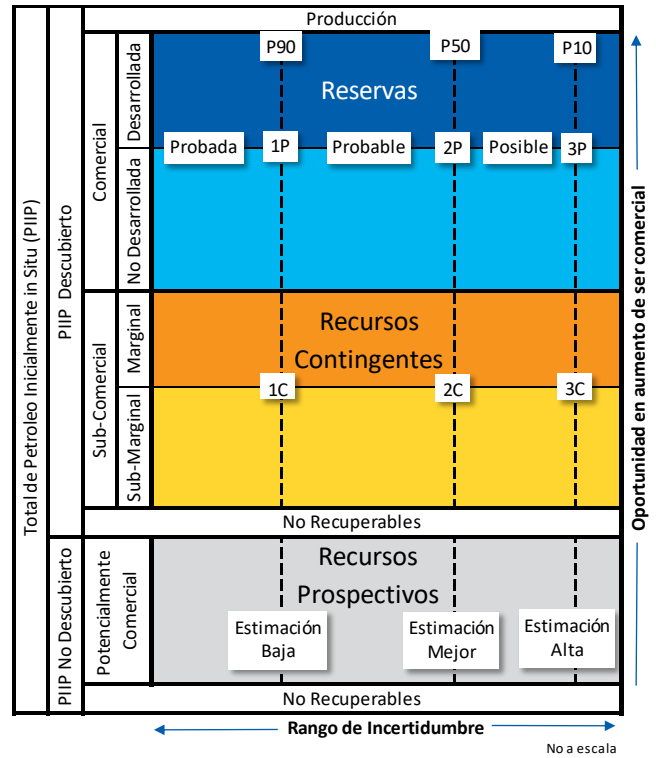 Producción
Total de Petroleo Inicialmente in Situ (PIIP)
PIIP Descubierto
Comercial
Desarrollada
P90
P50
P10
Reservas
Probada
1P
Probable
2P
Posible
3P
No Desarrollada
Sub-Comercial
Marginal
Recursos
Contingentes
1C
2C
3C
Sub-Marginal
No Recuperables
PIIP No Descubierto
Potencialmente
Comercial
Recursos
Prospectivos
Estimación
Baja
Estimación
Mejor
Estimación
Alta
No Recuperables
Oportunidad en aumento de ser comercial
Rango de Incertidumbre
No a escala